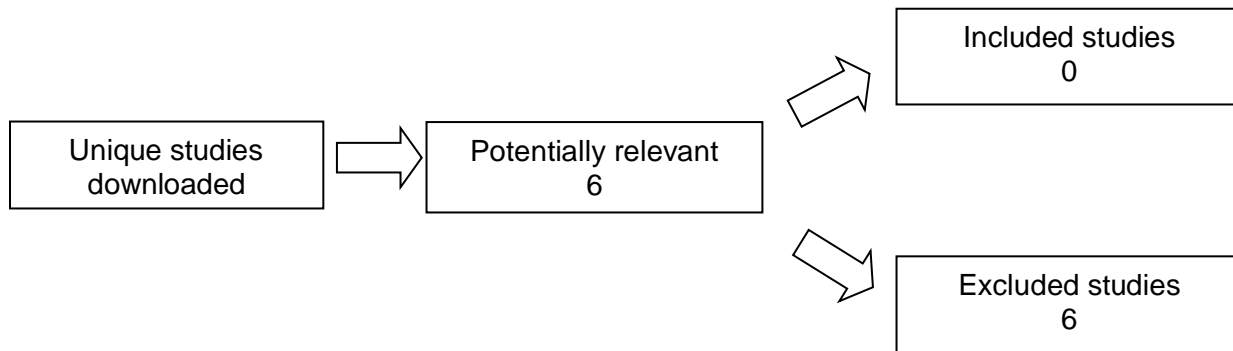 Unique studies
downloaded
Potentially relevant
6
Included studies
0
Excluded studies
6